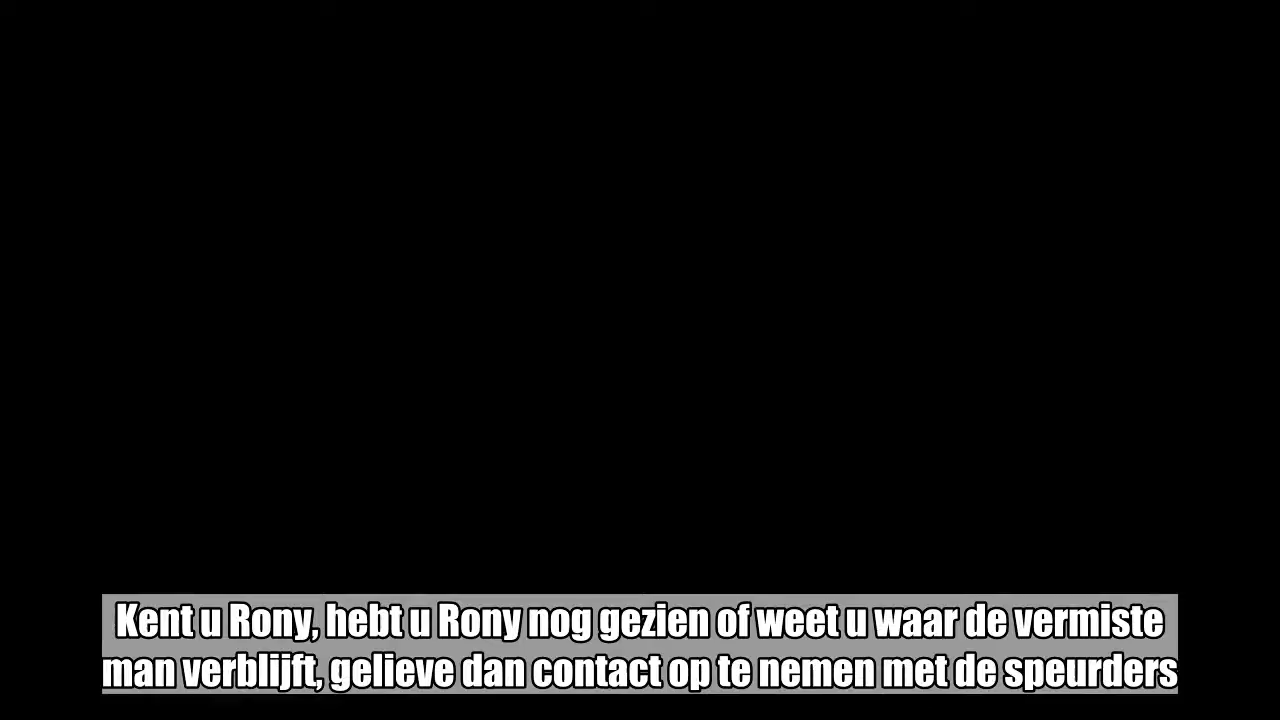 Kent u Rony, hebt u Rony nog gezien of weet u waar de vermiste
man verblijft, gelieve dan contact op te nemen met de speurders